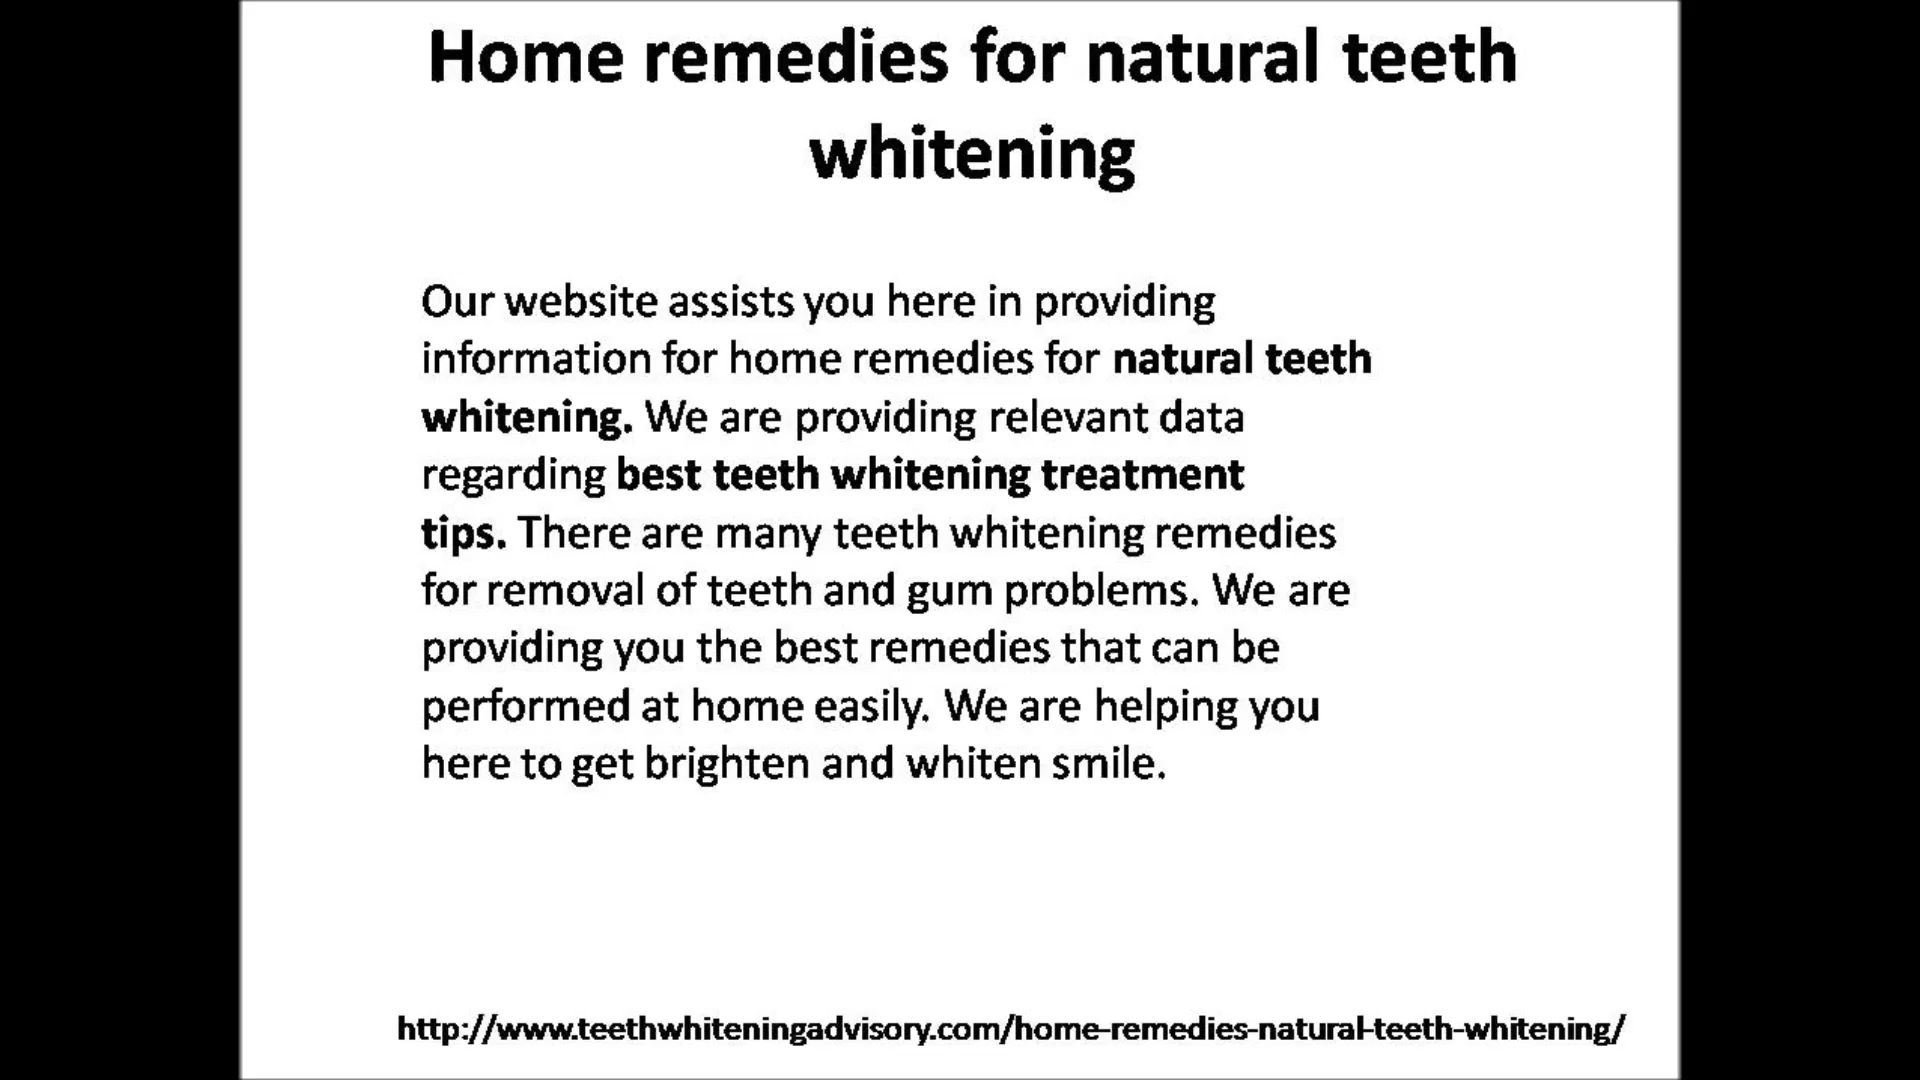 Home remedies for natural teeth
whitening
Our website assists you here in providing
information for home remedies for natural teeth
whitening. We are providing relevant data
regarding best teeth whitening treatment
tips. There are many teeth whitening remedies
for removal of teeth and gum problems. We are
providing you the best remedies that can be
performed at home easily. We are helping you
here to get brighten and whiten smile.
http://www.teethwhiteningadvisory.com/home-remedies-natural-teeth-whitening/